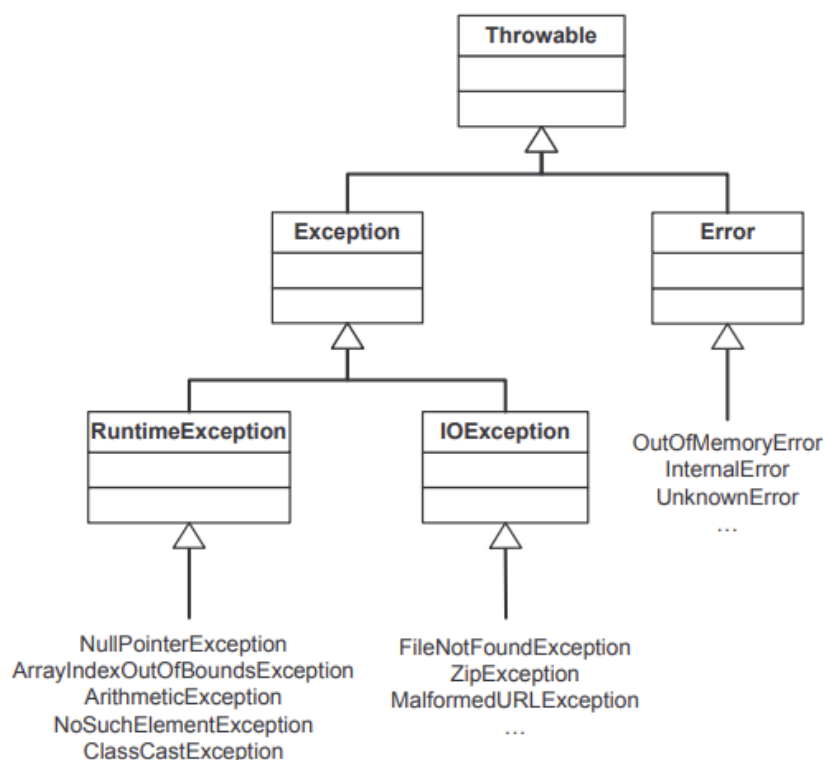 Throwable
Exception
Error
RuntimeException
IOException
OutOfMemoryError
InternalError
UnknownError
...
NullPointerException
ArrayIndexOutOfBoundsException
ArithmeticException
NoSuchElementException
ClassCastException
FileNotFoundException
ZipException
MalformedURLException
...